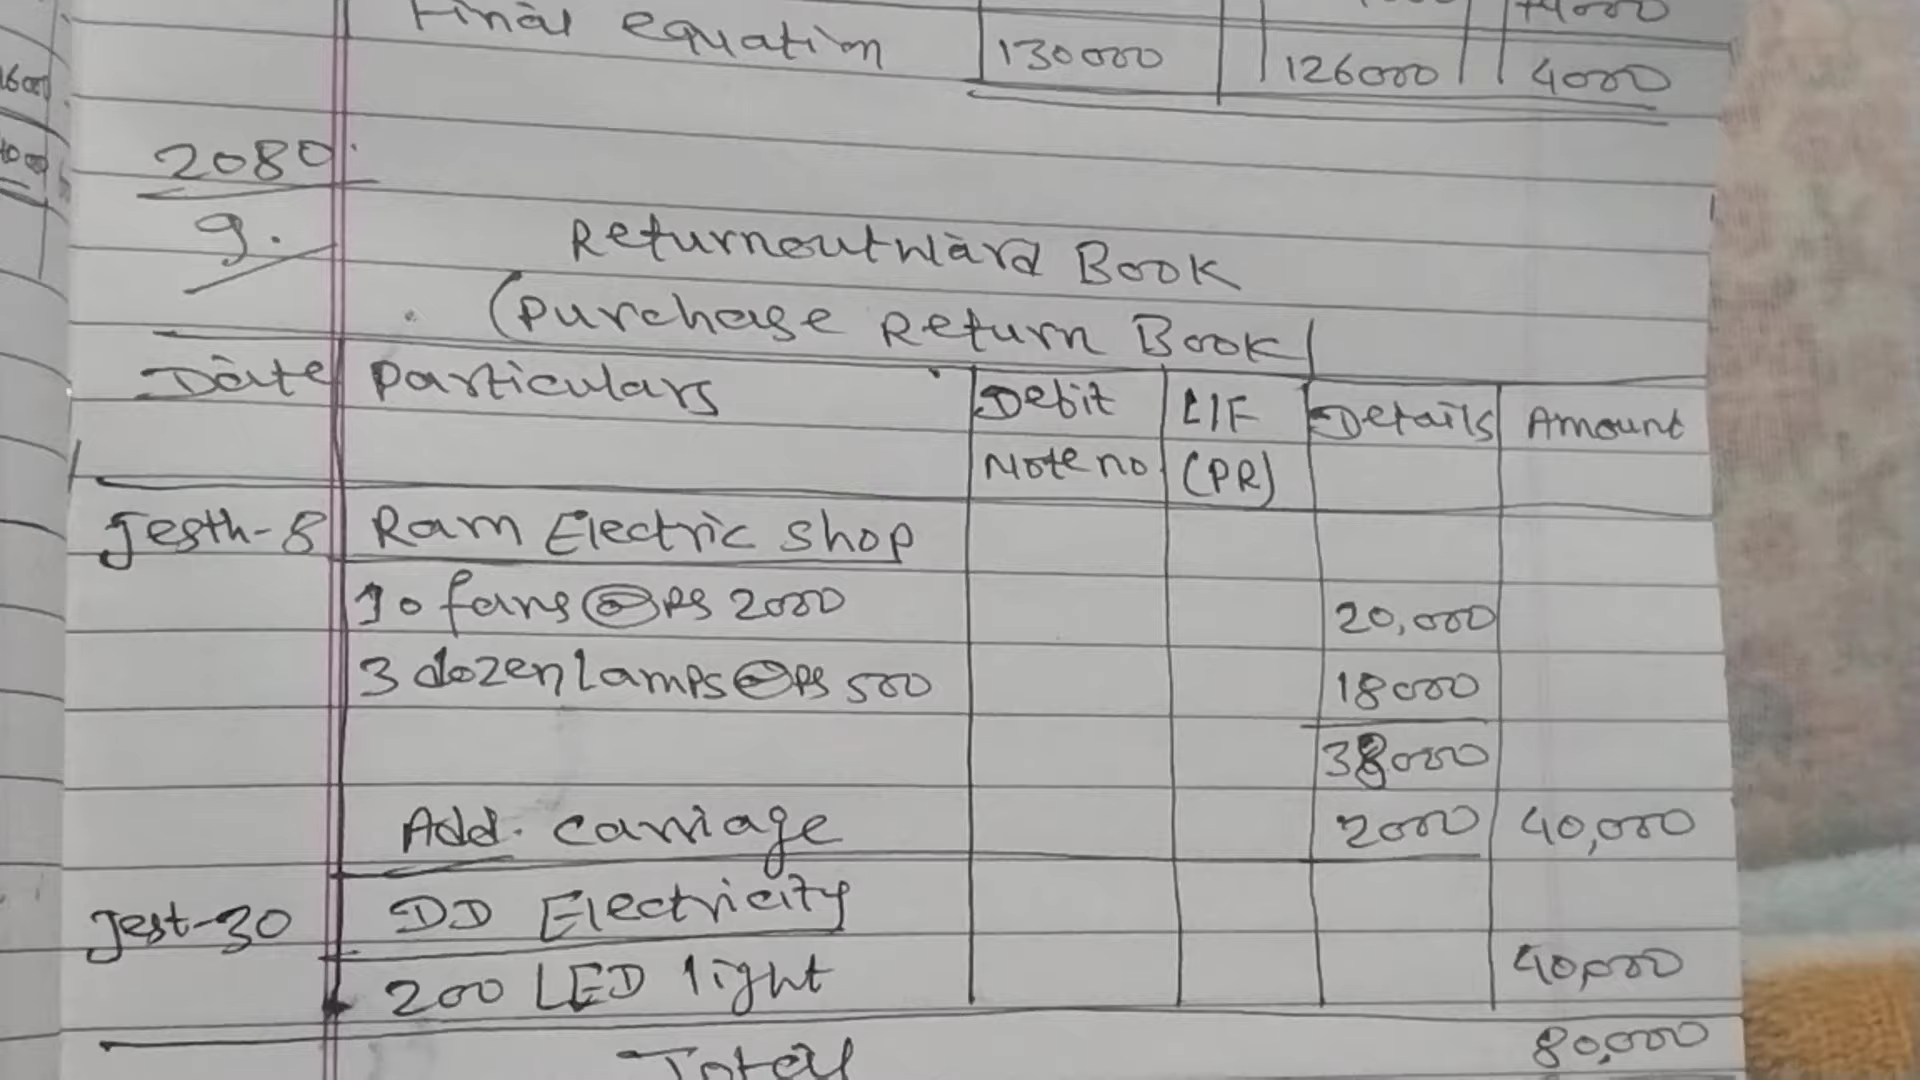 Final equation 130000 126000 4000
2080
9.
Returnoutward Book
(purchase Return Book)
Date particulars Debit Note no L/F (PR) Details Amount
Jesth-8 Ram Electric shop
10 fans @ Rs 2000 20,000
3 dozen lamps @ Rs 500 18000
38000
Add. carriage 2000 40,000
Jest-30 DD Electricity
200 LED light 40,000
Total 80,000